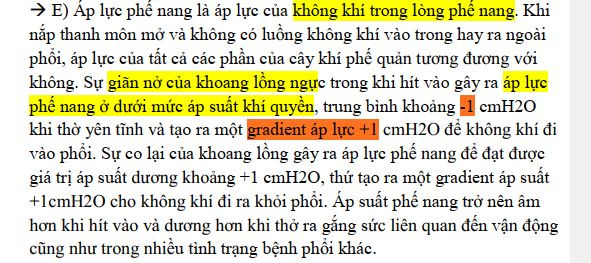 → E) Áp lực phế nang là áp lực của không khí trong lòng phế nang. Khi
nắp thanh môn mở và không có luồng không khí vào trong hay ra ngoài
phổi, áp lực của tất cả các phần của cây khí phế quản tương đương với
không. Sự giãn nở của khoang lồng ngực trong khi hít vào gây ra áp lực
phế nang ở dưới mức áp suất khí quyển, trung bình khoảng -1 cmH2O
khi thờ yên tĩnh và tạo ra một gradient áp lực +1 cmH2O để không khí đi
vào phổi. Sự co lại của khoang lồng gây ra áp lực phế nang để đạt được
giá trị áp suất dương khoảng +1 cmH2O, thứ tạo ra một gradient áp suất
+1cmH2O cho không khí đi ra khỏi phổi. Áp suất phế nang trở nên âm
hơn khi hít vào và dương hơn khi thở ra gắng sức liên quan đến vận động
cũng như trong nhiều tình trạng bệnh phổi khác.